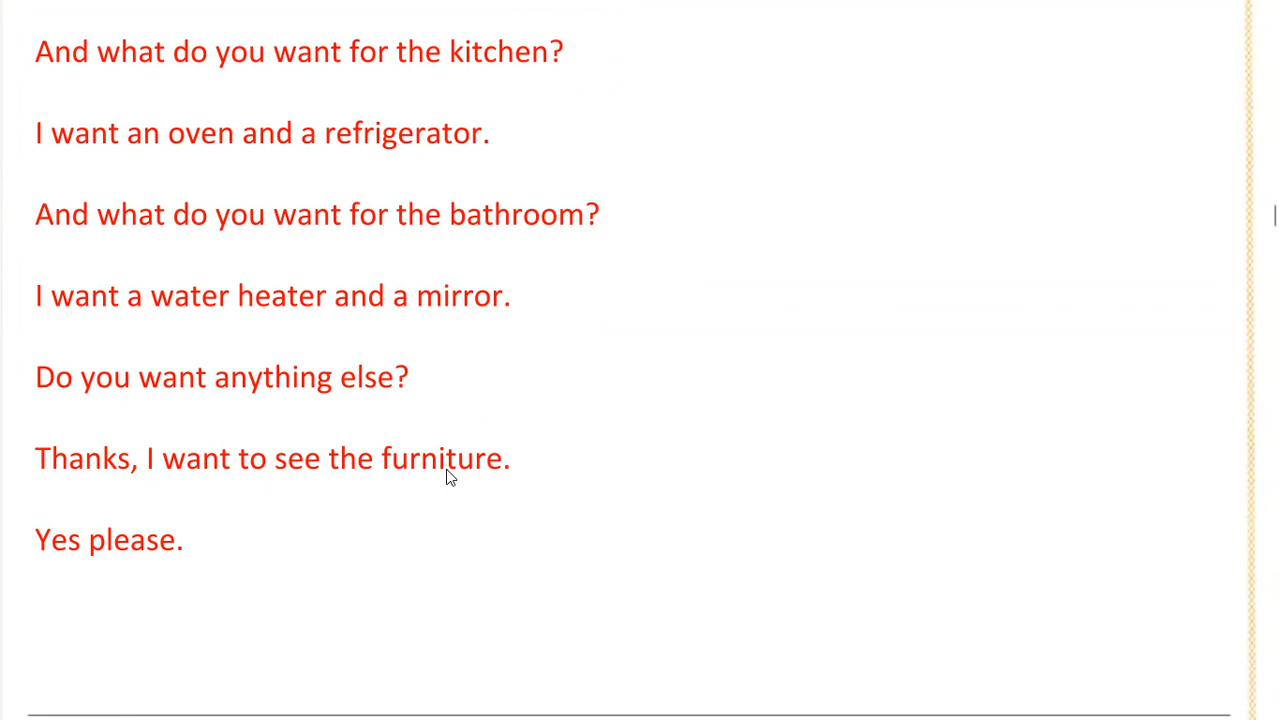 And what do you want for the kitchen?
I want an oven and a refrigerator.
And what do you want for the bathroom?
I want a water heater and a mirror.
Do you want anything else?
Thanks, I want to see the furniture.
Yes please.